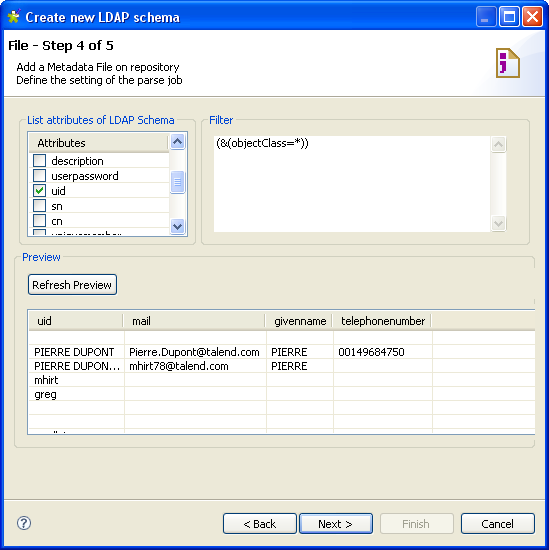 Create new LDAP schema
File - Step 4 of 5
Add a Metadata File on repository
Define the setting of the parse job
List attributes of LDAP Schema
Attributes
description
userpassword
uid
sn
cn
Filter
(&(objectClass=*))
Preview
Refresh Preview
uid mail givenname telephonenumber
PIERRE DUPONT Pierre.Dupont@talend.com PIERRE 00149684750
PIERRE DUPON... mhirt78@talend.com PIERRE
mhirt
greg
< Back Next > Finish Cancel